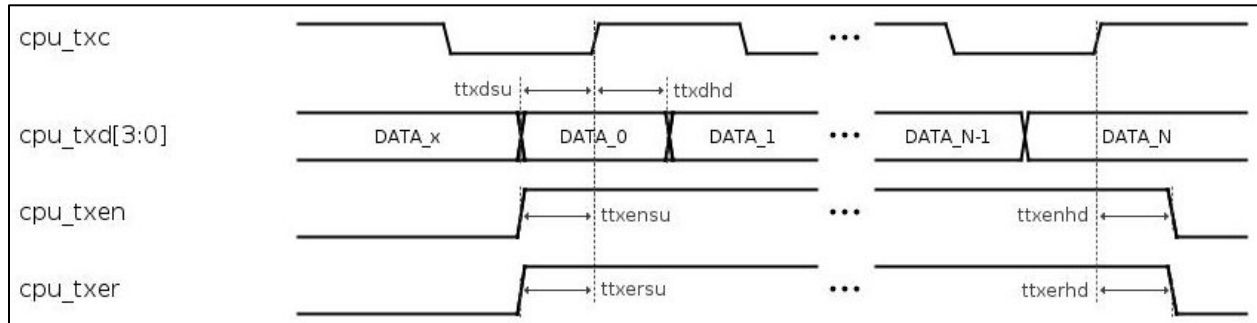 cpu_txc
ttxdsu ttxdhd
cpu_txd[3:0] DATA_x DATA_0 DATA_1 DATA_N-1 DATA_N
cpu_txen ttxensu ttxenhd
cpu_txer ttxersu ttxerhd